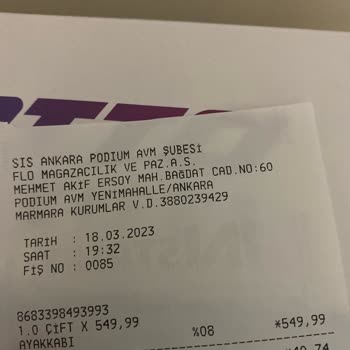 SIS ANKARA PODIUM AVM ŞUBESİ
FLO MAGAZACILIK VE PAZ.A.S.
MEHMET AKİF ERSOY MAH.BAĞDAT CAD.NO:60
PODIUM AVM YENİMAHALLE/ANKARA
MARMARA KURUMLAR V.D.3880239429
TARİH : 18.03.2023
SAAT : 19:32
FİŞ NO : 0085
8683398493993
1.0 ÇİFT X 549,99 %08 *549,99
AYAKKABI